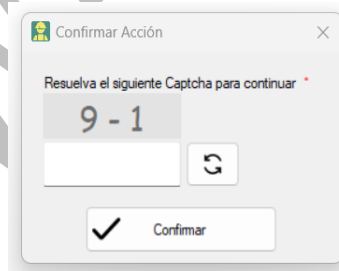 Confirmar Acción
Resuelva el siguiente Captcha para continuar *
9 - 1
Confirmar